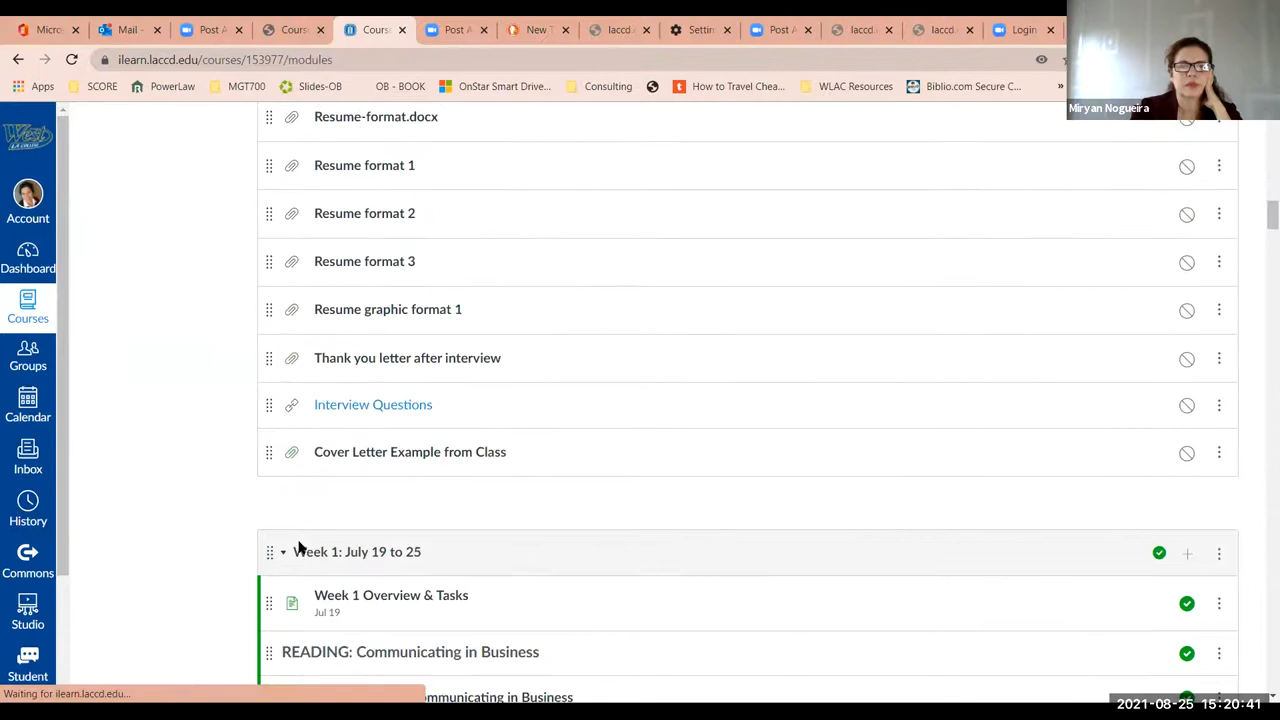 Micro-
Mail -
Post A
Cours
Cours
Post A
New T
laccd
Settin
Post A
laccd
laccd
Login
ilearn.laccd.edu/courses/153977/modules
Apps
SCORE
PowerLaw
MGT700
Slides-OB
OB - BOOK
OnStar Smart Drive...
Consulting
How to Travel Chea...
WLAC Resources
Biblio.com Secure C...
»
Miryan Nogueira
West
Account
Dashboard
Courses
Groups
Calendar
Inbox
History
Commons
Studio
Student
Resume-format.docx
Resume format 1
Resume format 2
Resume format 3
Resume graphic format 1
Thank you letter after interview
Interview Questions
Cover Letter Example from Class
Week 1: July 19 to 25
Week 1 Overview & Tasks
Jul 19
READING: Communicating in Business
ommunicating in Business
Waiting for ilearn.laccd.edu...
2021-08-25 15:20:41